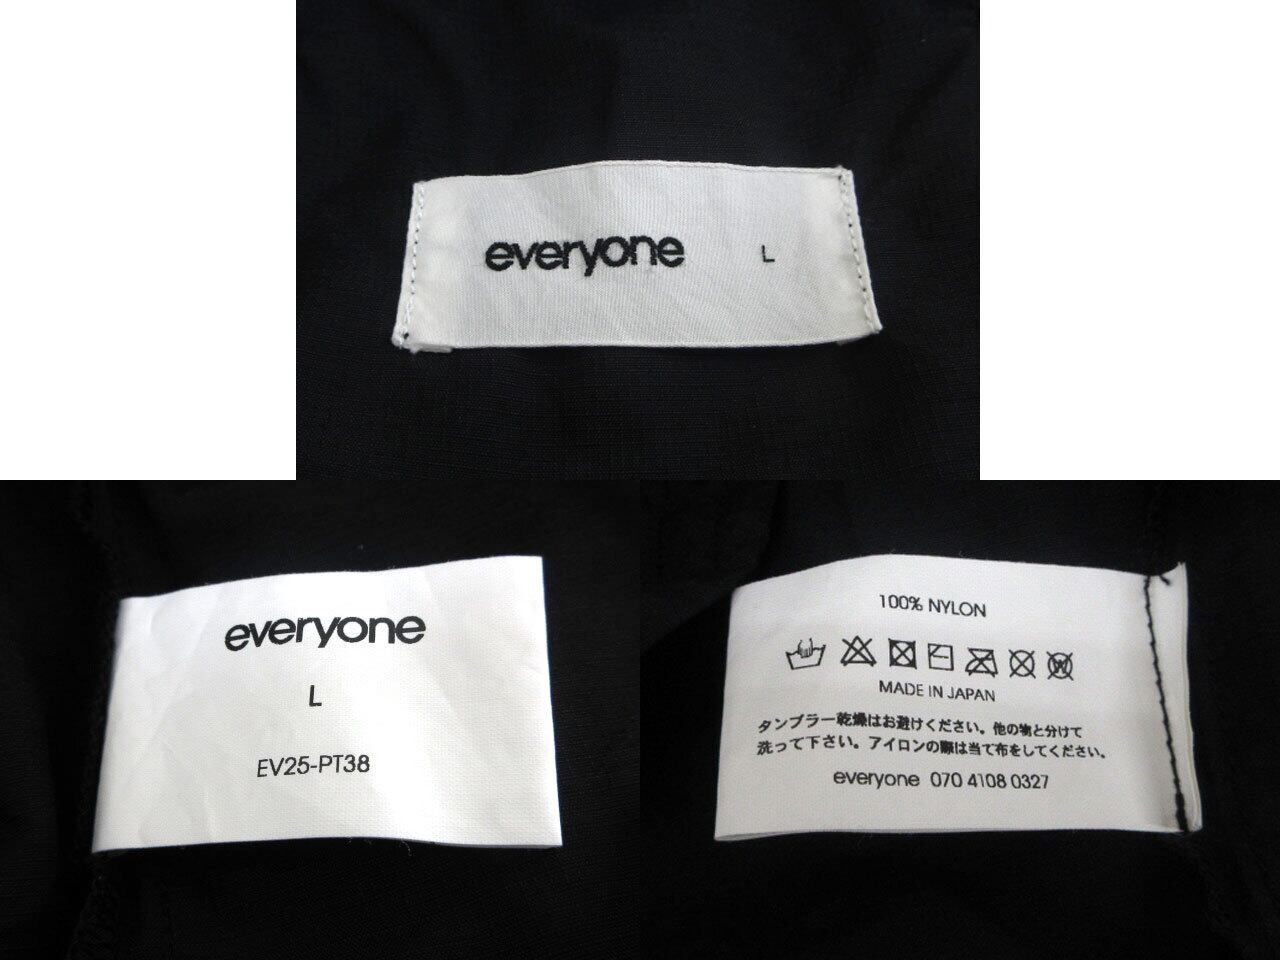 everyone L
everyone
L
EV25-PT38
100% NYLON
MADE IN JAPAN
タンブラー乾燥はお避けください。他の物と分けて
洗って下さい。アイロンの際は当て布をしてください。
everyone 070 4108 0327